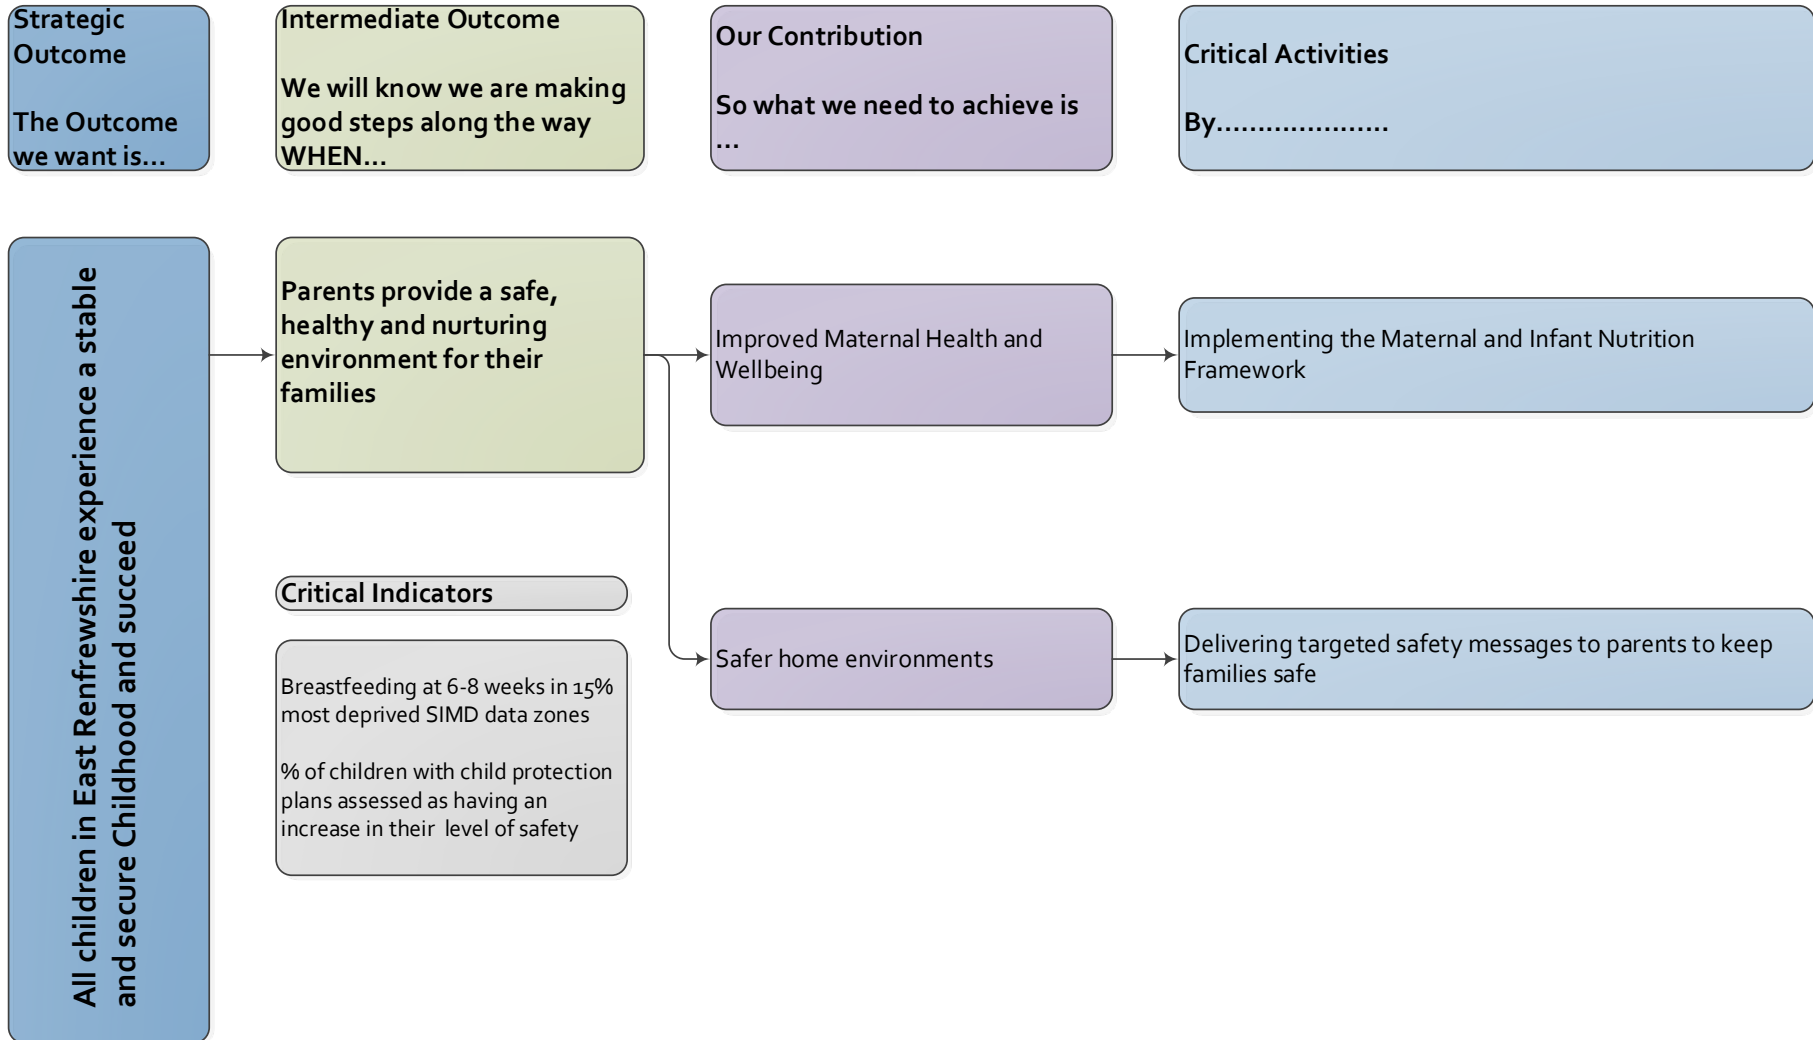 Strategic
Outcome
The Outcome
we want is...
Intermediate Outcome
We will know we are making
good steps along the way
WHEN...
Our Contribution
So what we need to achieve is
...
Critical Activities
By.....................
All children in East Renfrewshire experience a stable
and secure Childhood and succeed
Parents provide a safe,
healthy and nurturing
environment for their
families
Improved Maternal Health and
Wellbeing
Implementing the Maternal and Infant Nutrition
Framework
Critical Indicators
Breastfeeding at 6-8 weeks in 15%
most deprived SIMD data zones
% of children with child protection
plans assessed as having an
increase in their level of safety
Safer home environments
Delivering targeted safety messages to parents to keep
families safe